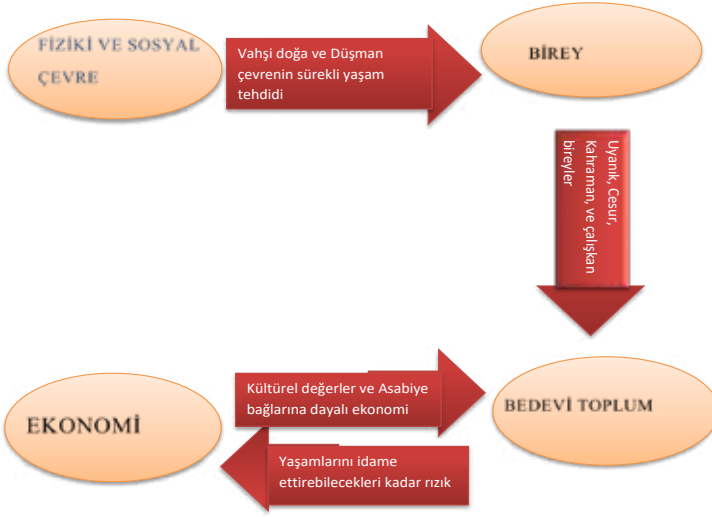 FİZİKİ VE SOSYAL
ÇEVRE
Vahşi doğa ve Düşman
çevrenin sürekli yaşam
tehdidi
BİREY
Uyanık, Cesur,
Kahraman, ve çalışkan
bireyler
EKONOMİ
Kültürel değerler ve Asabiye
bağlarına dayalı ekonomi
BEDEVİ TOPLUM
Yaşamlarını idame
ettirebilecekleri kadar rızık